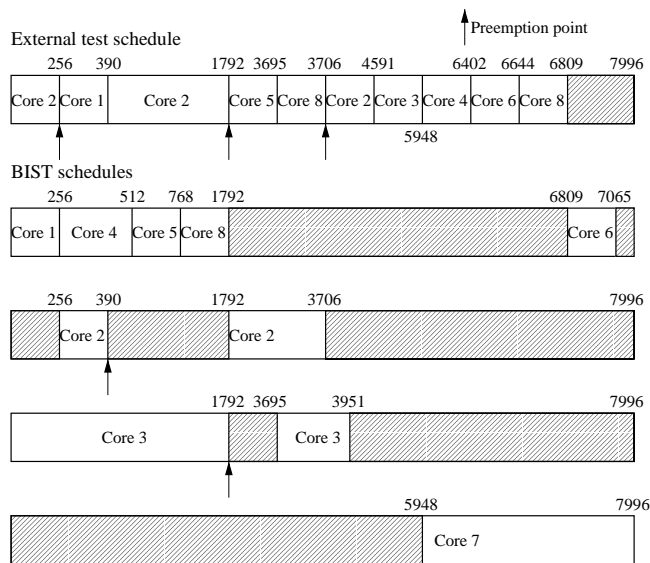 Preemption point
External test schedule
256 390 1792 3695 3706 4591 6402 6644 6809 7996
Core 2 Core 1 Core 2 Core 5 Core 8 Core 2 Core 3 Core 4 Core 6 Core 8
5948
BIST schedules
256 512 768 1792 6809 7065
Core 1 Core 4 Core 5 Core 8 Core 6
256 390 1792 3706 7996
Core 2 Core 2
1792 3695 3951 7996
Core 3 Core 3
5948 7996
Core 7